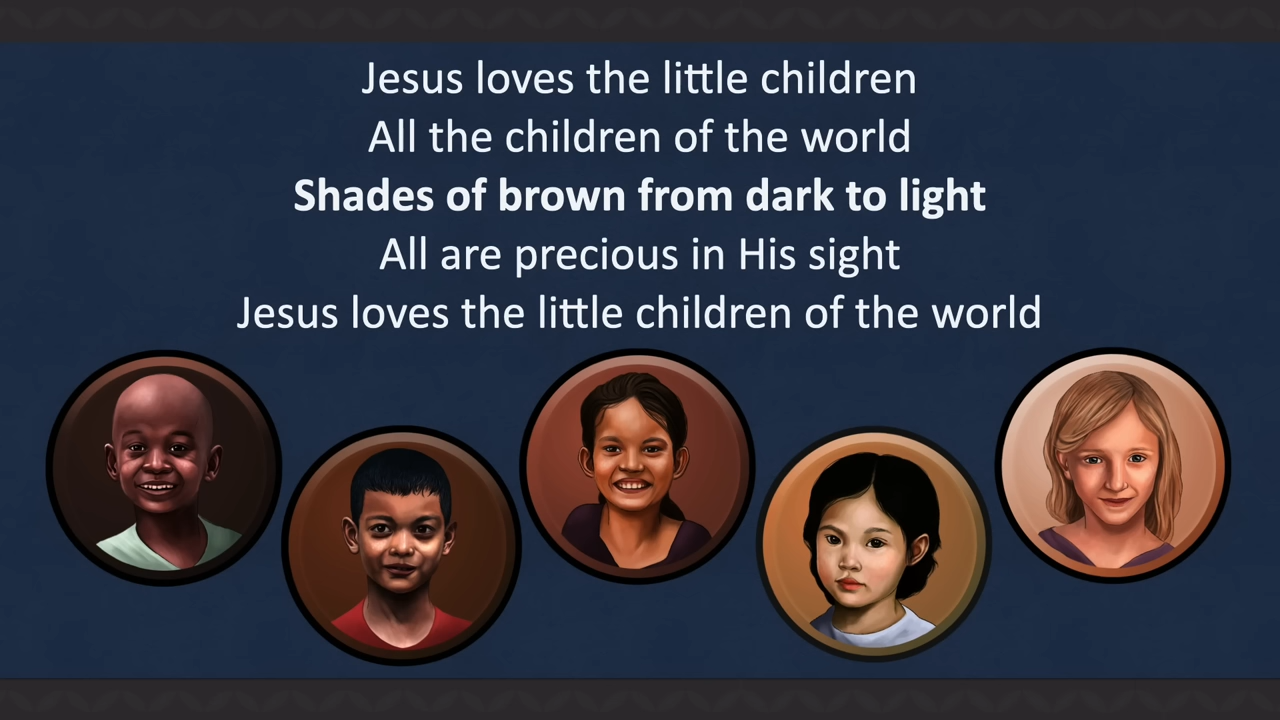 Jesus loves the little children
All the children of the world
Shades of brown from dark to light
All are precious in His sight
Jesus loves the little children of the world